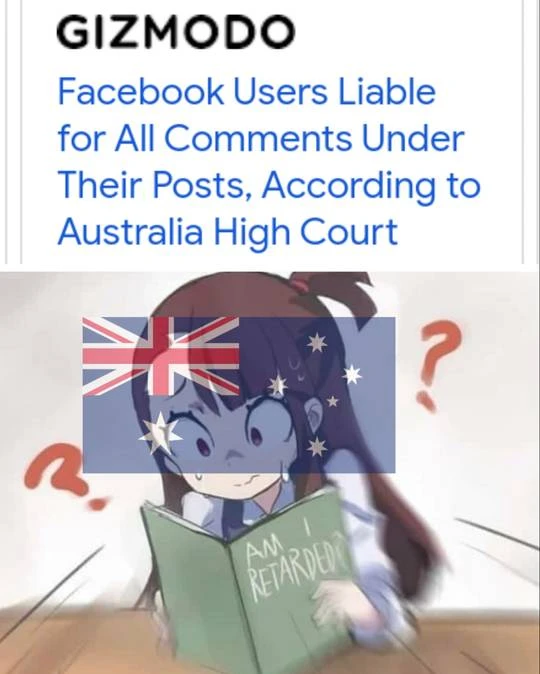 GIZMODO
Facebook Users Liable
for All Comments Under
Their Posts, According to
Australia High Court
?
?
AM I
RETARDED?